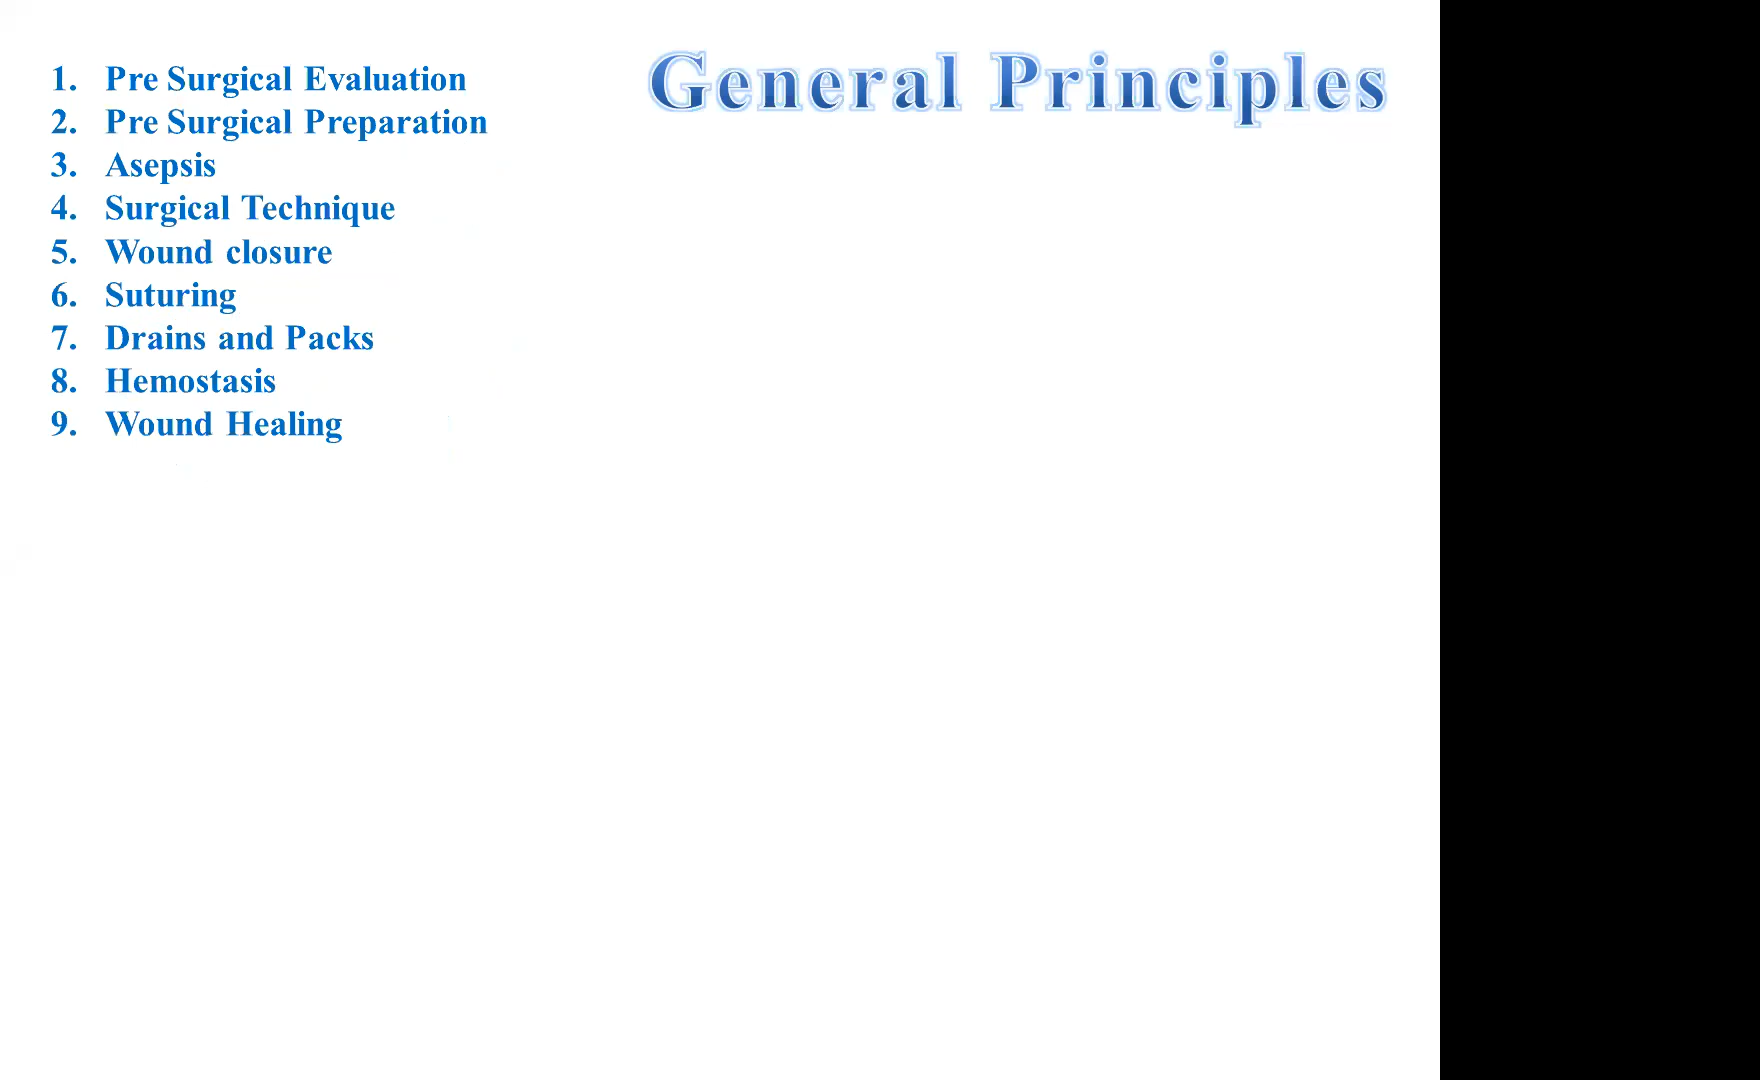 General Principles
1. Pre Surgical Evaluation
2. Pre Surgical Preparation
3. Asepsis
4. Surgical Technique
5. Wound closure
6. Suturing
7. Drains and Packs
8. Hemostasis
9. Wound Healing